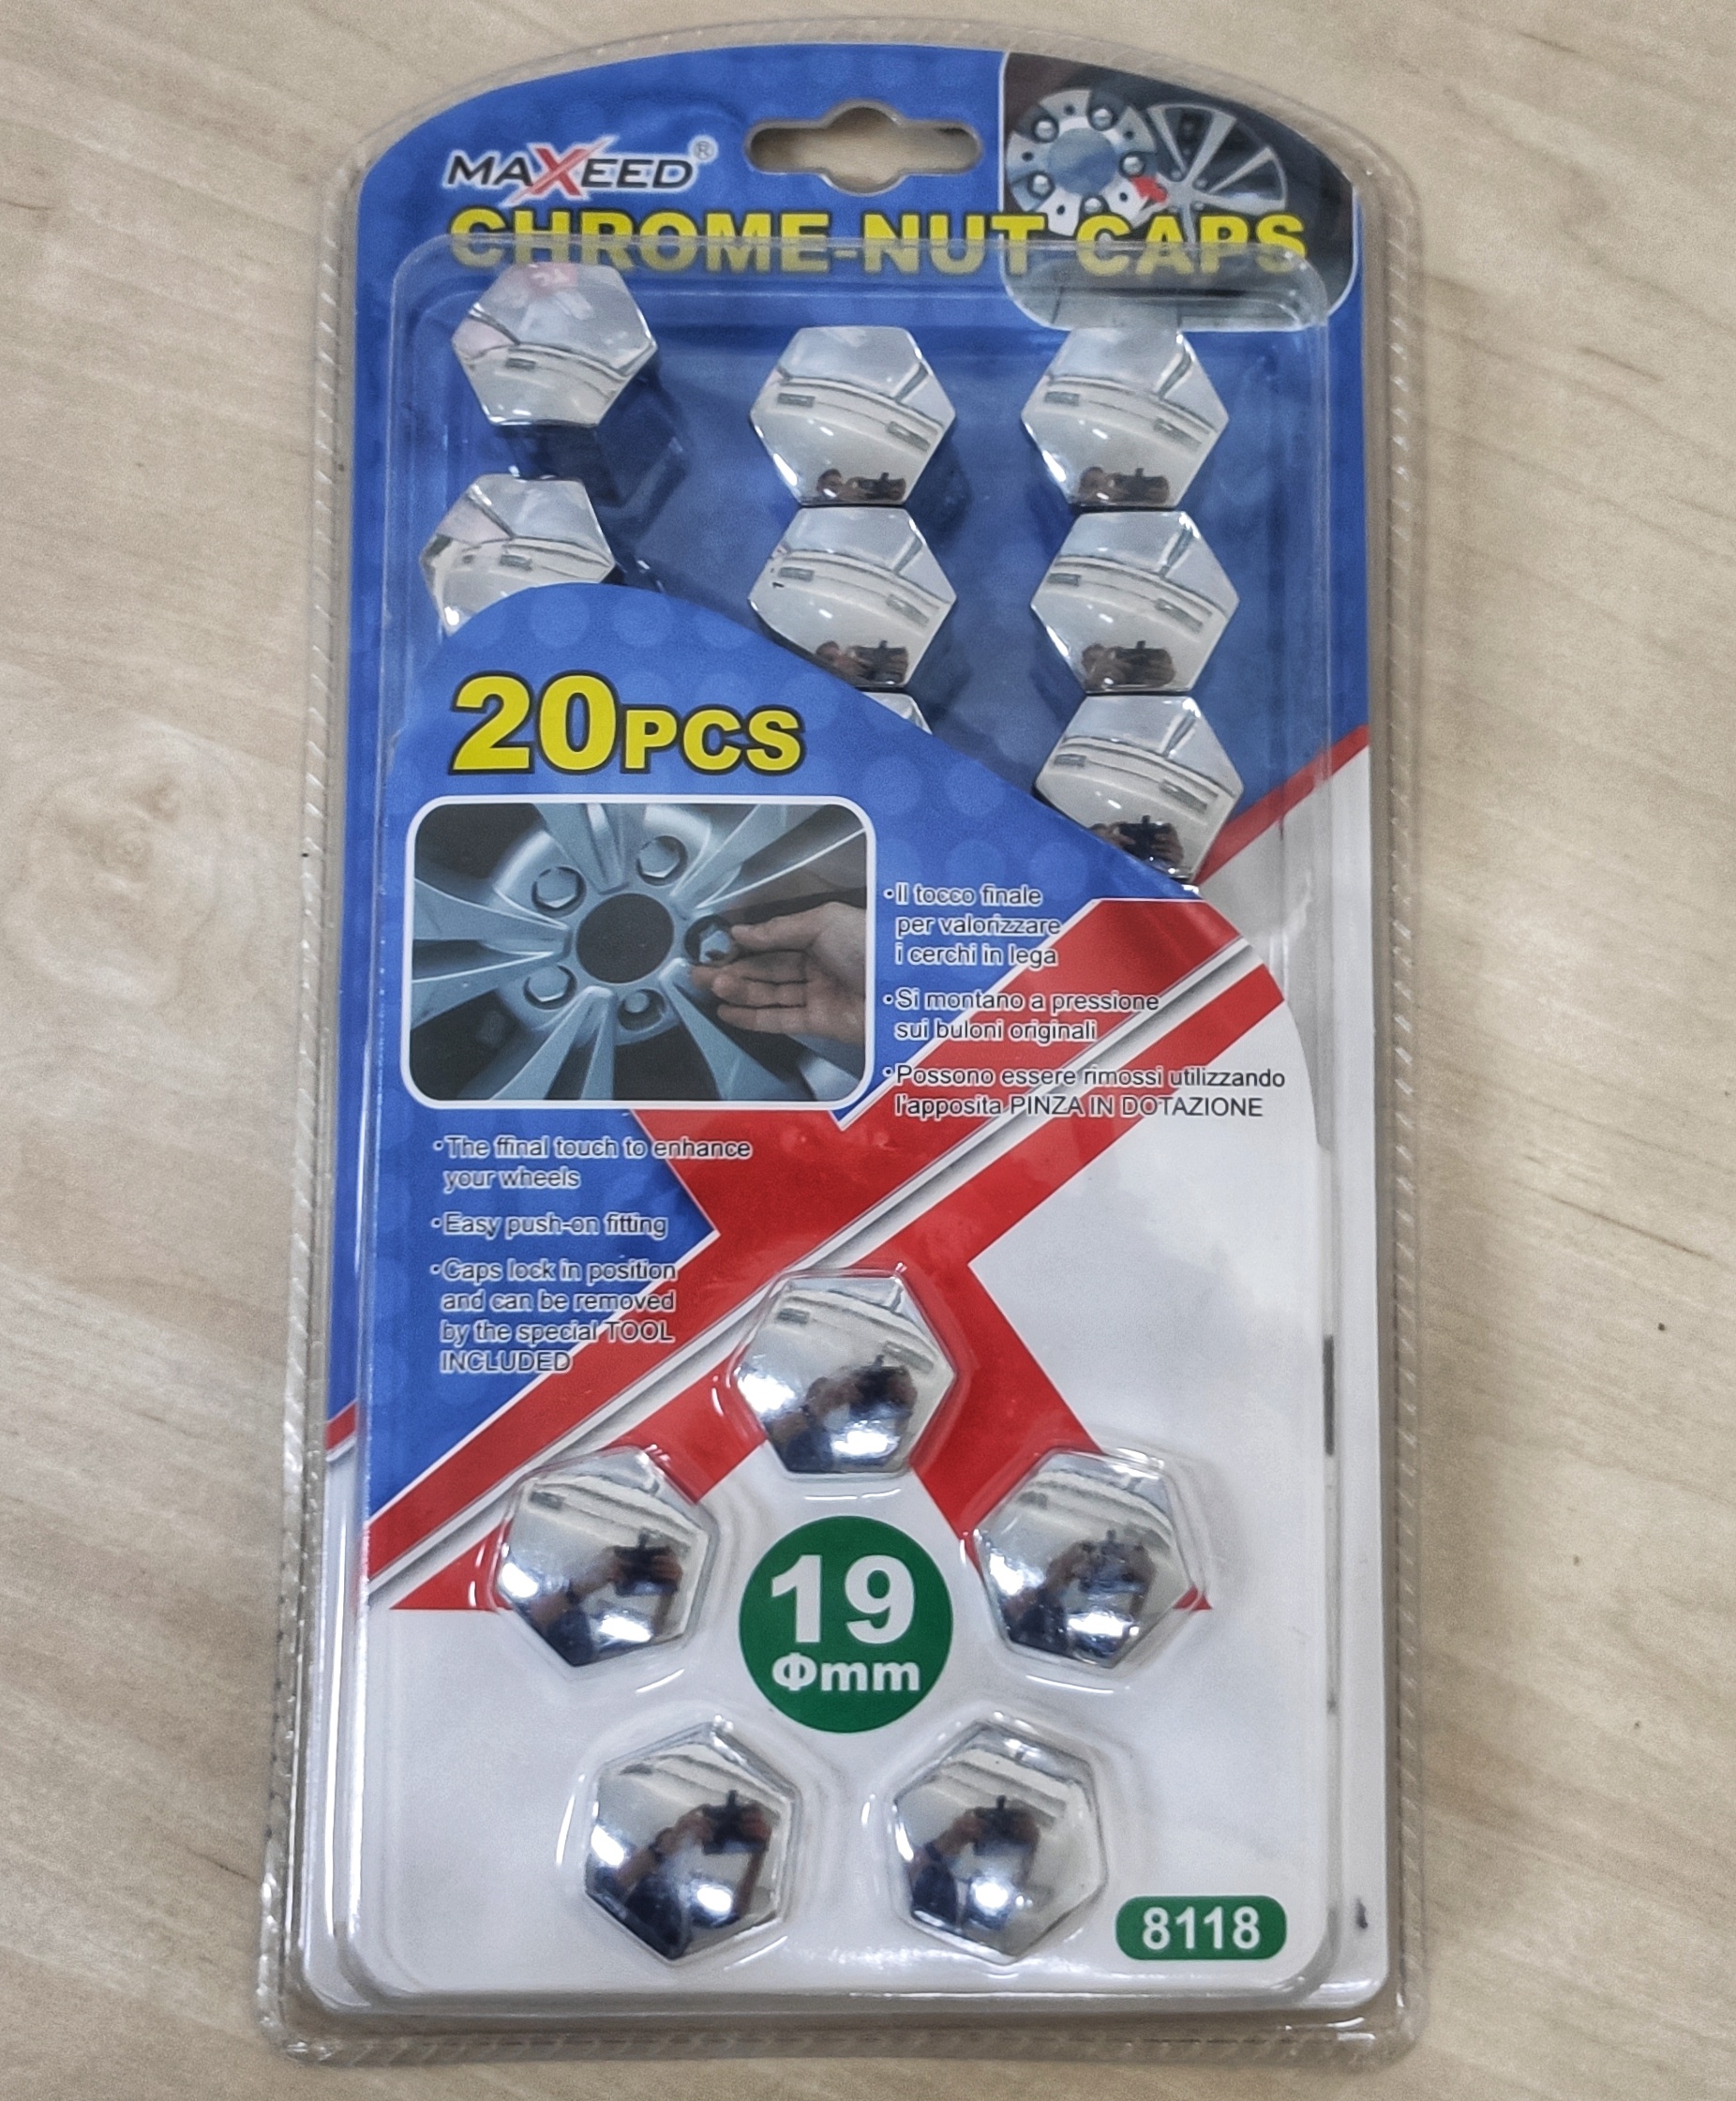 MAXEED®
CHROME-NUT CAPS
20PCS
•Il tocco finale
per valorizzare
i cerchi in lega
•Si montano a pressione
sui buloni originali
•Possono essere rimossi utilizzando
l'apposita PINZA IN DOTAZIONE
•The ffinal touch to enhance
your wheels
•Easy push-on fitting
•Caps lock in position
and can be removed
by the special TOOL
INCLUDED
19
Φmm
8118